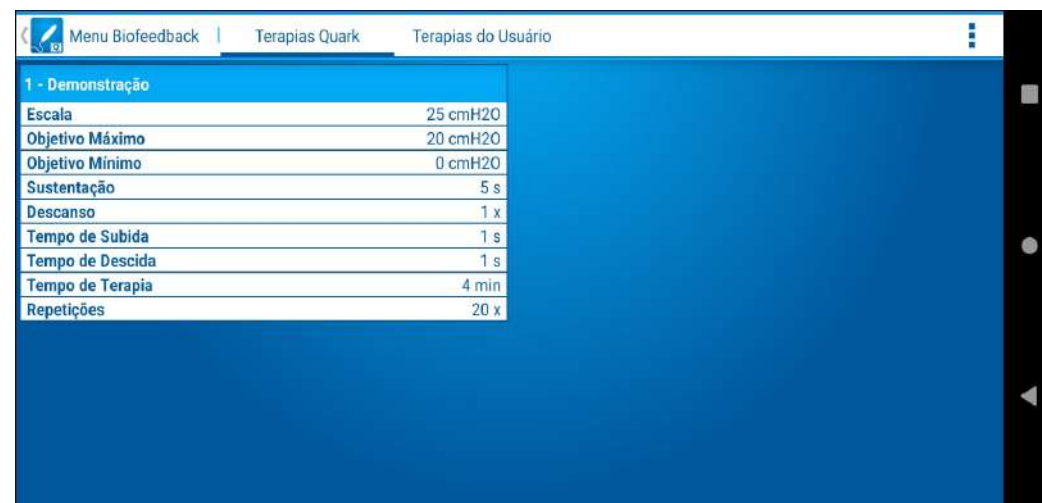 Menu Biofeedback | Terapias Quark Terapias do Usuário
1 - Demonstração
Escala 25 cmH2O
Objetivo Máximo 20 cmH2O
Objetivo Mínimo 0 cmH2O
Sustentação 5 s
Descanso 1 x
Tempo de Subida 1 s
Tempo de Descida 1 s
Tempo de Terapia 4 min
Repetições 20 x